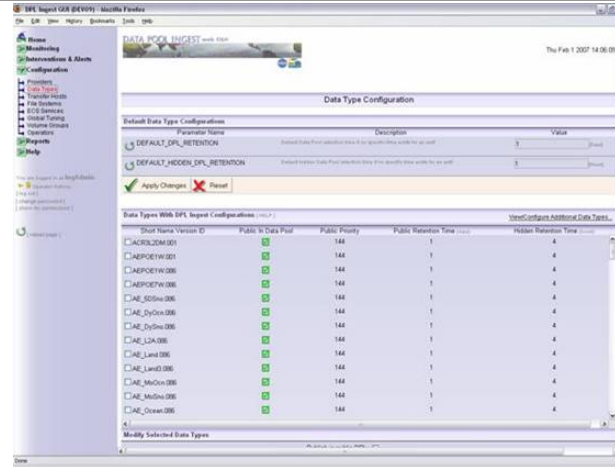 DPL Ingest GUI (DEV09) - Mozilla Firefox
File Edit View History Bookmarks Tools Help
Home
Monitoring
Interventions & Alerts
Configuration
Providers
Data Types
Transfer Hosts
File Systems
ECS Services
Global Tuning
Volume Groups
Operators
Reports
Help
[ reload page ]
DATA POOL INGEST web GUI
Thu Feb 1 2007 14:06:09
Data Type Configuration
Default Data Type Configurations
Parameter Name Description Value
DEFAULT_DPL_RETENTION
DEFAULT_HIDDEN_DPL_RETENTION
Apply Changes Reset
Data Types With DPL Ingest Configurations [ HELP ]
View/Configure Additional Data Types...
Short Name.Version ID Public In Data Pool Public Priority Public Retention Time Hidden Retention Time
ACR3L2DM.001 144 1 4
AEPOE1W.001 144 1 4
AEPOE1W.086 144 1 4
AEPOE7W.086 144 1 4
AE_5DSno.086 144 1 4
AE_DyOcn.086 144 1 4
AE_DySno.086 144 1 4
AE_L2A.086 144 1 4
AE_Land.086 144 1 4
AE_Land3.086 144 1 4
AE_MoOcn.086 144 1 4
AE_MoSno.086 144 1 4
AE_Ocean.086 144 1 4
Modify Selected Data Types
Done